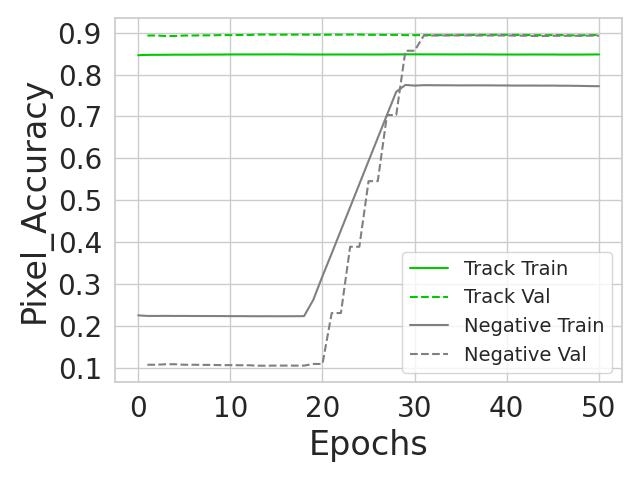 0.9
0.8
0.7
0.6
0.5
0.4
0.3
0.2
0.1
Pixel_Accuracy
0 10 20 30 40 50
Epochs
Track Train
Track Val
Negative Train
Negative Val